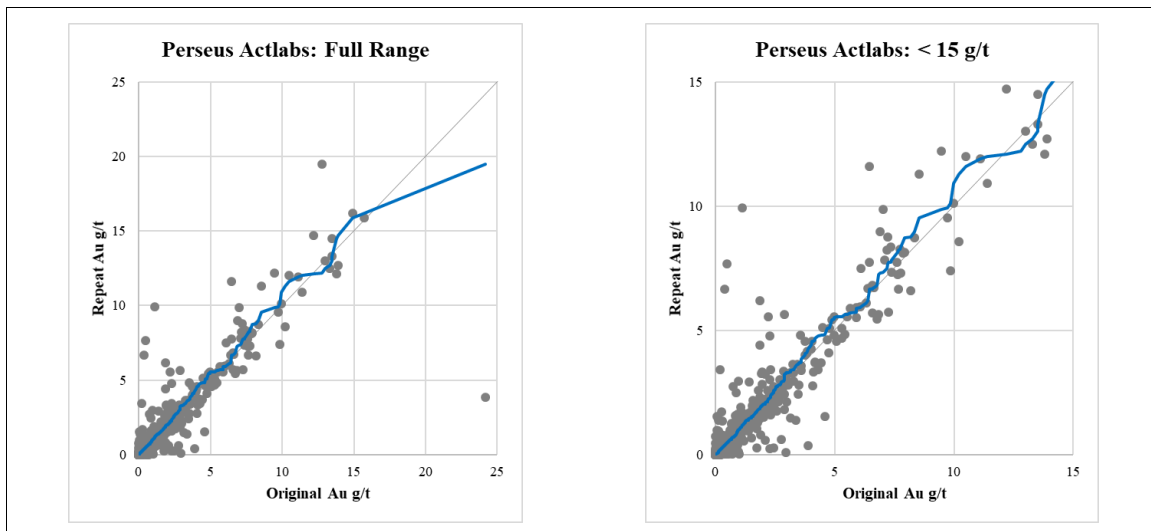 Perseus Actlabs: Full Range
25
20
15
10
5
0
0 5 10 15 20 25
Repeat Au g/t
Original Au g/t
Perseus Actlabs: < 15 g/t
15
10
5
0
0 5 10 15
Repeat Au g/t
Original Au g/t